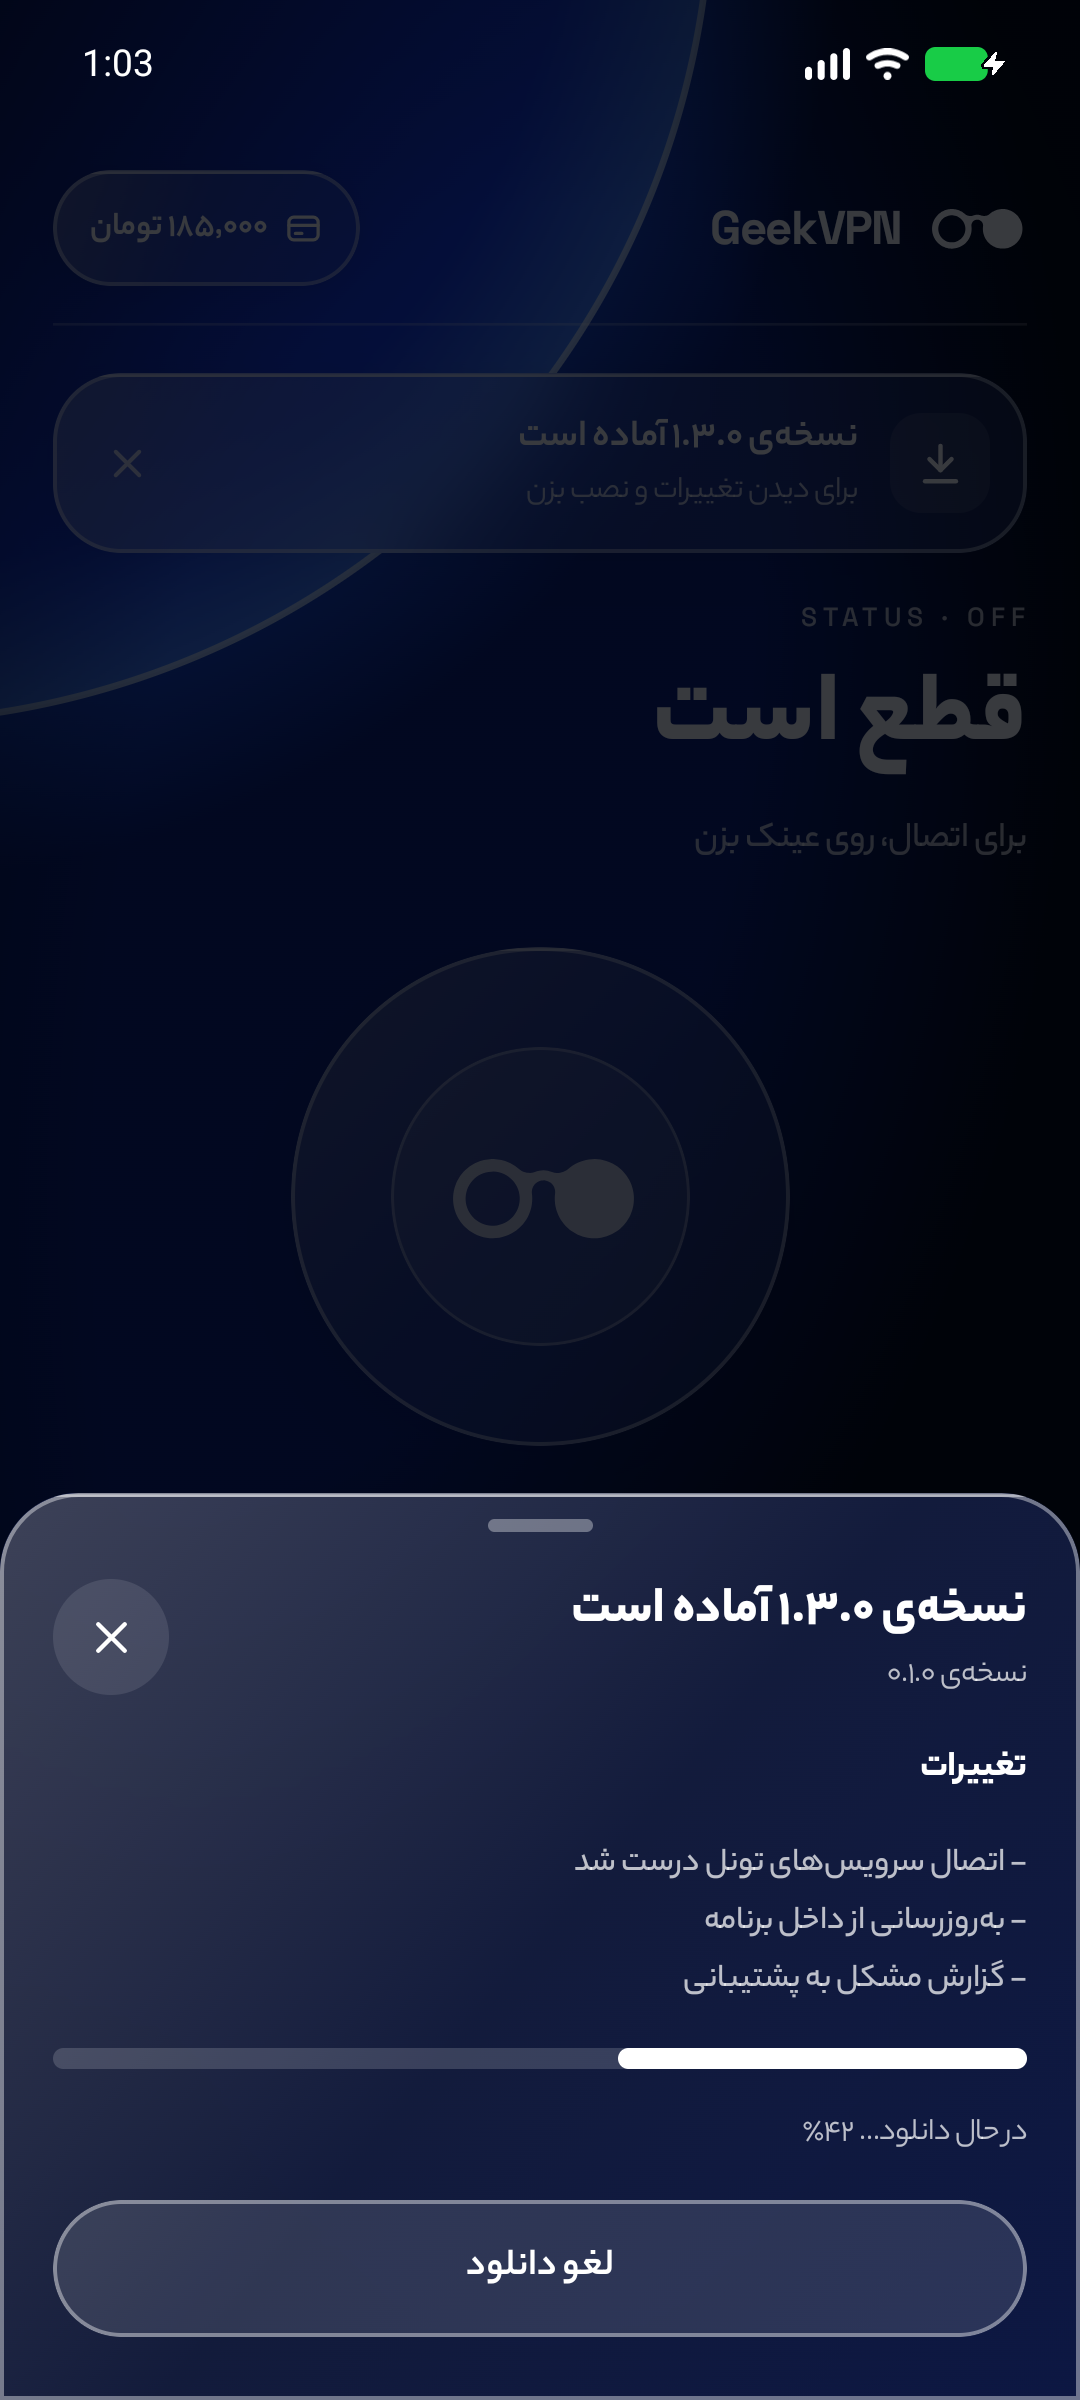 1:03
GeekVPN
۱۸۵,۰۰۰ تومان
نسخه‌ی ۱.۳.۰ آماده است
برای دیدن تغییرات و نصب بزن
STATUS · OFF
قطع است
برای اتصال، روی عینک بزن
نسخه‌ی ۱.۳.۰ آماده است
نسخه‌ی ۰.۱.۰
تغییرات
– اتصال سرویس‌های تونل درست شد
– به‌روزرسانی از داخل برنامه
– گزارش مشکل به پشتیبانی
در حال دانلود… ۴۲%
لغو دانلود